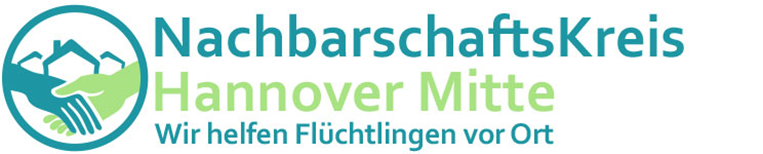 NachbarschaftsKreis
Hannover Mitte
Wir helfen Flüchtlingen vor Ort